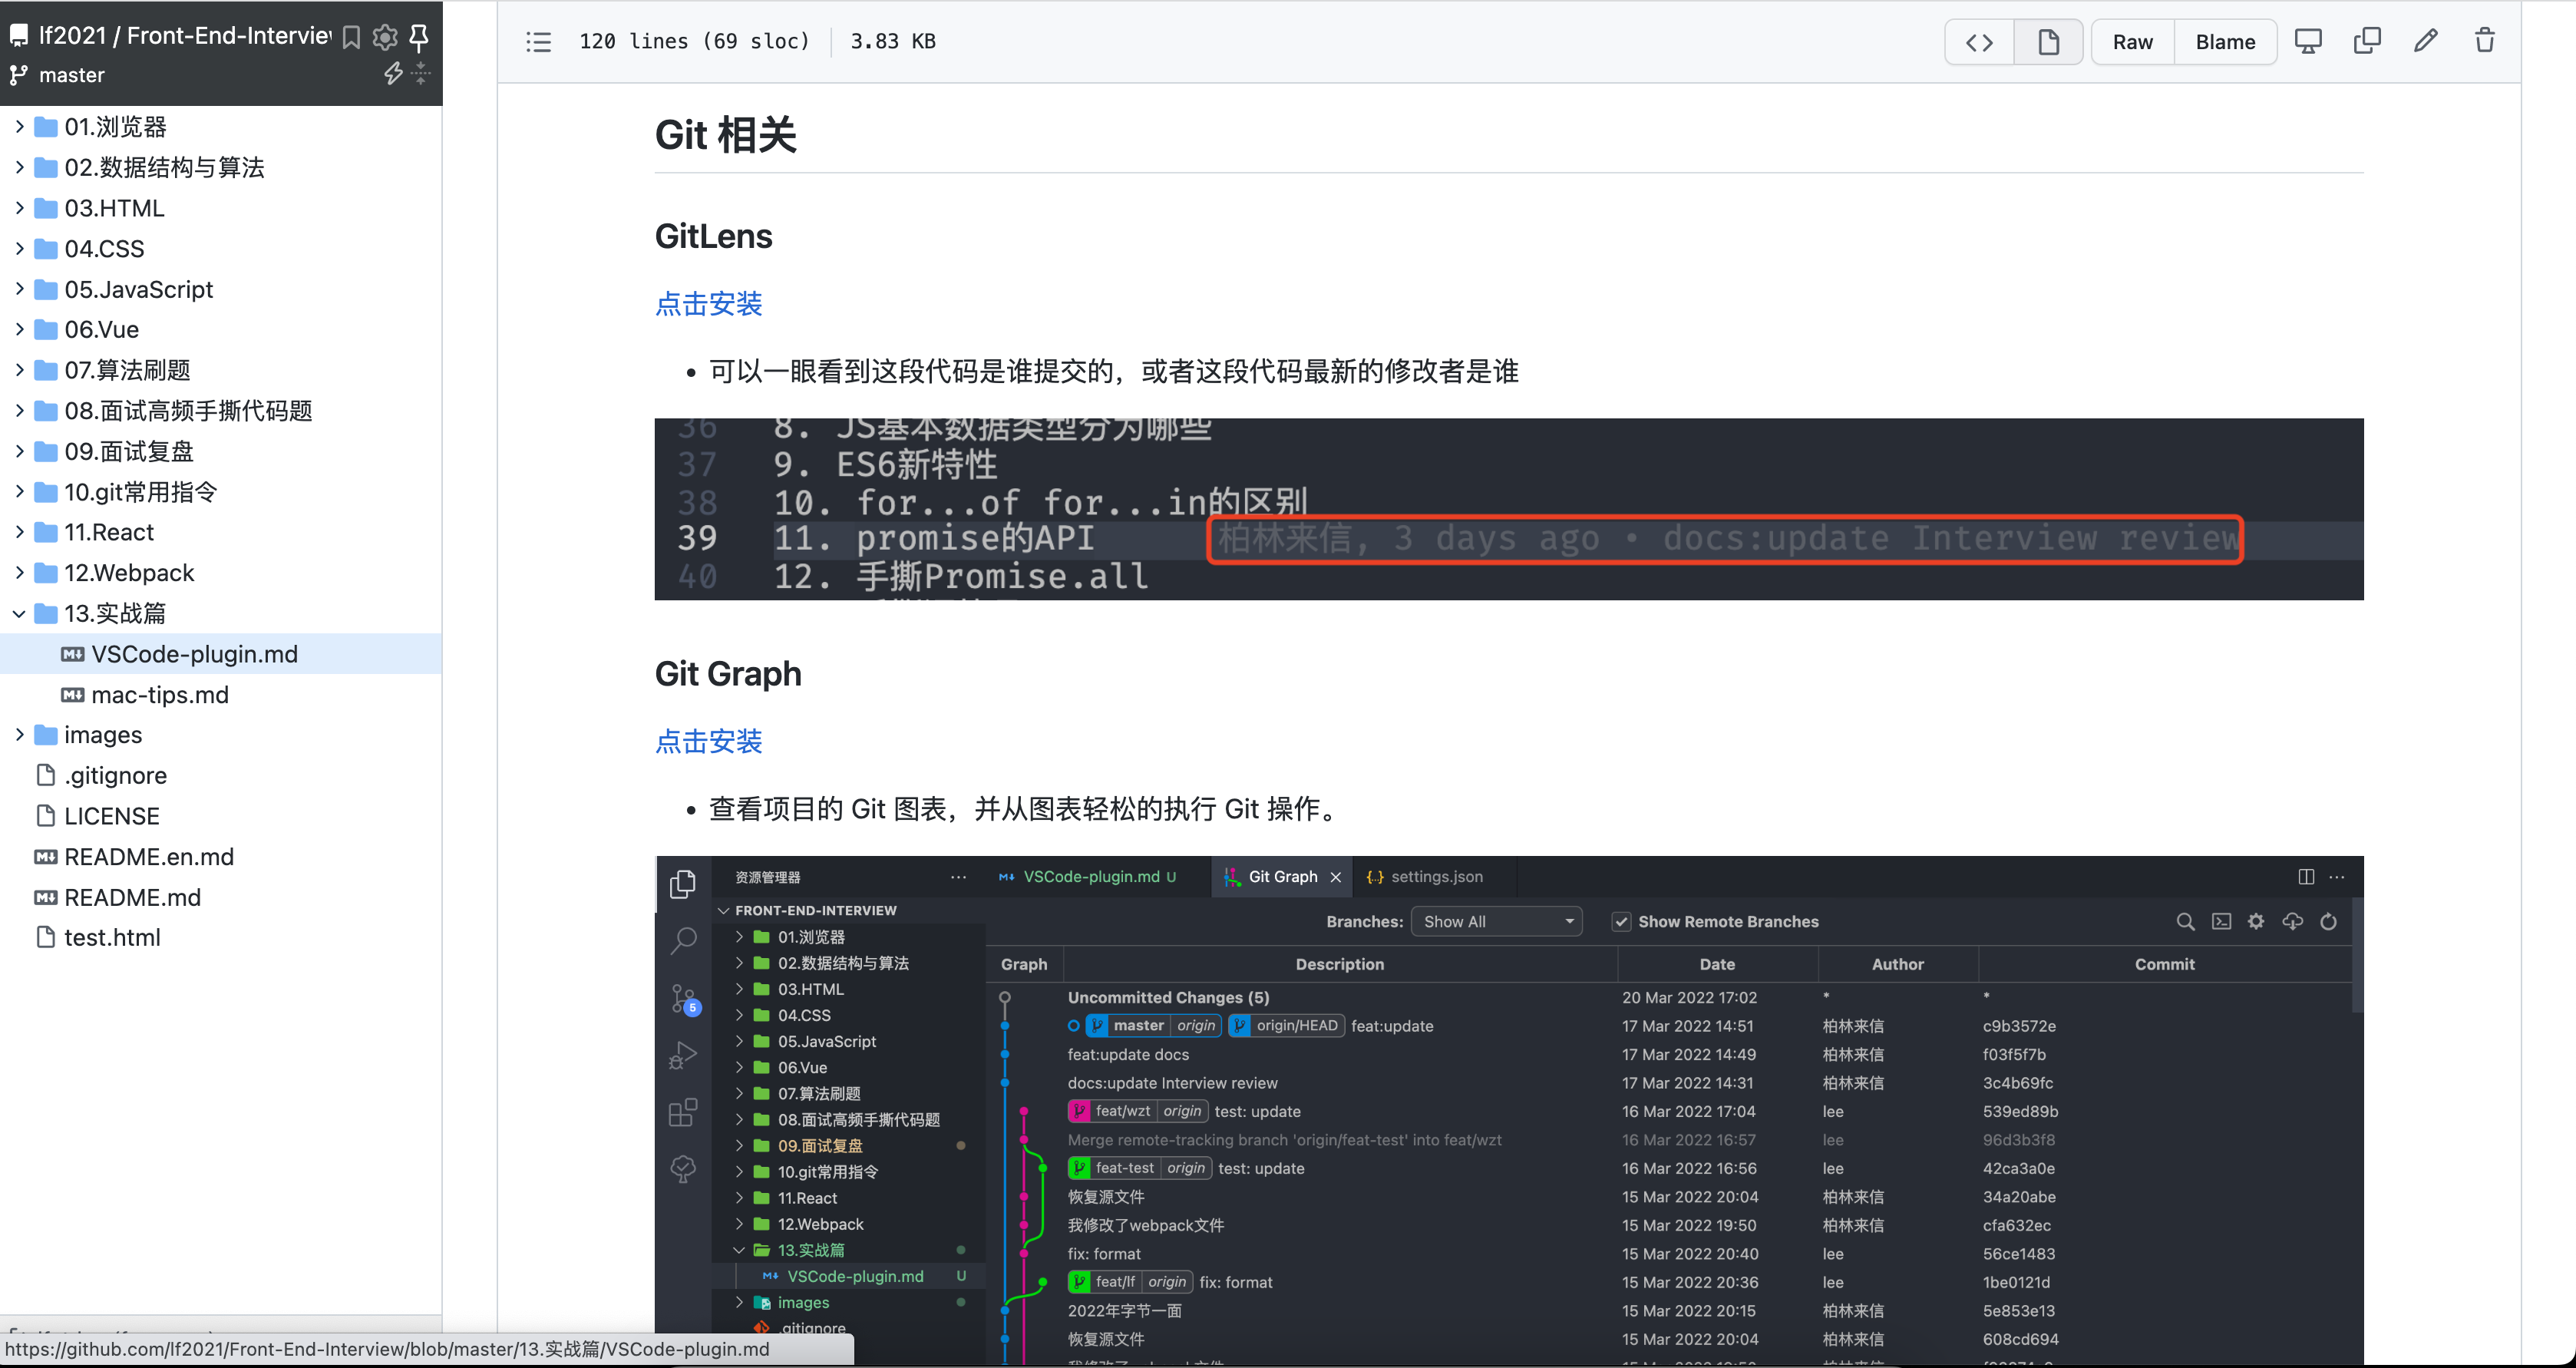 lf2021 / Front-End-Interview
master
01.浏览器
02.数据结构与算法
03.HTML
04.CSS
05.JavaScript
06.Vue
07.算法刷题
08.面试高频手撕代码题
09.面试复盘
10.git常用指令
11.React
12.Webpack
13.实战篇
VSCode-plugin.md
mac-tips.md
images
.gitignore
LICENSE
README.en.md
README.md
test.html
https://github.com/lf2021/Front-End-Interview/blob/master/13.实战篇/VSCode-plugin.md
120 lines (69 sloc) 3.83 KB
Raw Blame
Git 相关
GitLens
点击安装
• 可以一眼看到这段代码是谁提交的，或者这段代码最新的修改者是谁
36 8. JS基本数据类型分为哪些
37 9. ES6新特性
38 10. for...of for...in的区别
39 11. promise的API 柏林来信, 3 days ago • docs:update Interview review
40 12. 手撕Promise.all
Git Graph
点击安装
• 查看项目的 Git 图表，并从图表轻松的执行 Git 操作。
资源管理器 ··· VSCode-plugin.md U Git Graph {..} settings.json ···
FRONT-END-INTERVIEW
01.浏览器
02.数据结构与算法
03.HTML
04.CSS
05.JavaScript
06.Vue
07.算法刷题
08.面试高频手撕代码题
09.面试复盘
10.git常用指令
11.React
12.Webpack
13.实战篇
VSCode-plugin.md U
images
.gitignore
5
Branches: Show All Show Remote Branches
Graph Description Date Author Commit
Uncommitted Changes (5) 20 Mar 2022 17:02 * *
master origin origin/HEAD feat:update 17 Mar 2022 14:51 柏林来信 c9b3572e
feat:update docs 17 Mar 2022 14:49 柏林来信 f03f5f7b
docs:update Interview review 17 Mar 2022 14:31 柏林来信 3c4b69fc
feat/wzt origin test: update 16 Mar 2022 17:04 lee 539ed89b
Merge remote-tracking branch 'origin/feat-test' into feat/wzt 16 Mar 2022 16:57 lee 96d3b3f8
feat-test origin test: update 16 Mar 2022 16:56 lee 42ca3a0e
恢复源文件 15 Mar 2022 20:04 柏林来信 34a20abe
我修改了webpack文件 15 Mar 2022 19:50 柏林来信 cfa632ec
fix: format 15 Mar 2022 20:40 lee 56ce1483
feat/lf origin fix: format 15 Mar 2022 20:36 lee 1be0121d
2022年字节一面 15 Mar 2022 20:15 柏林来信 5e853e13
恢复源文件 15 Mar 2022 20:04 柏林来信 608cd694